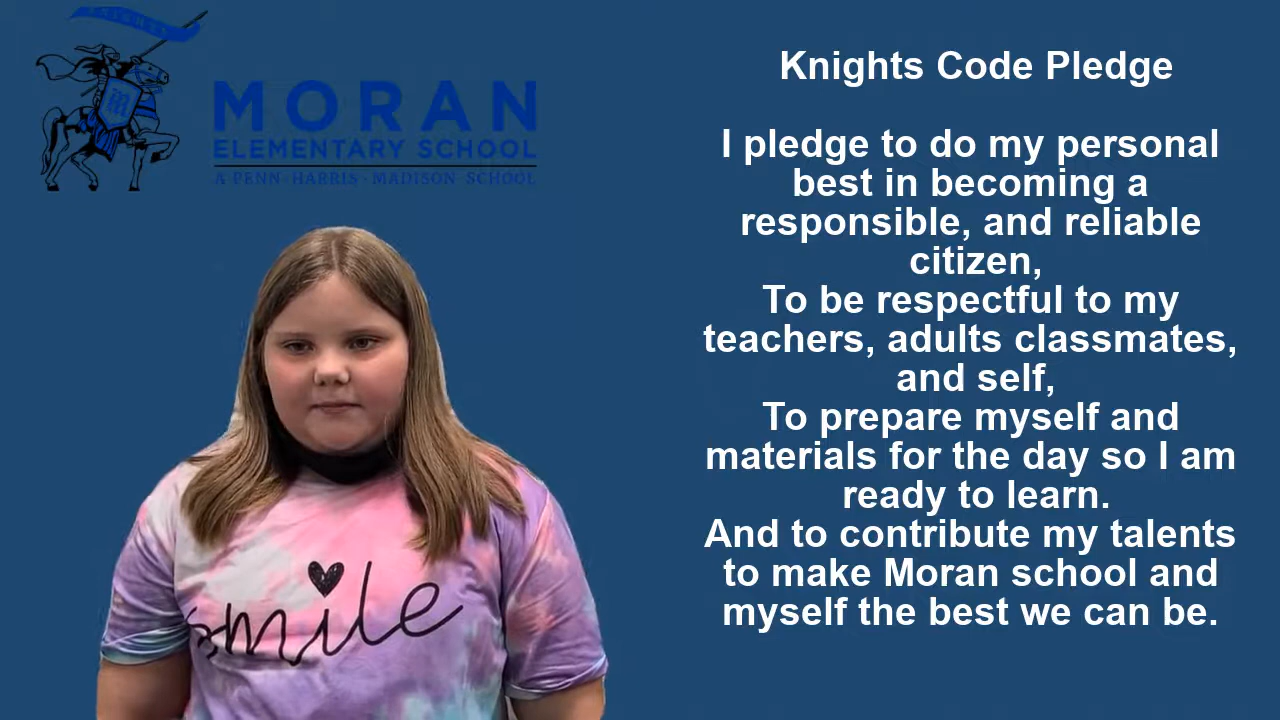 KNIGHTS
M
MORAN
ELEMENTARY SCHOOL
A PENN-HARRIS-MADISON SCHOOL
smile
Knights Code Pledge
I pledge to do my personal
best in becoming a
responsible, and reliable
citizen,
To be respectful to my
teachers, adults classmates,
and self,
To prepare myself and
materials for the day so I am
ready to learn.
And to contribute my talents
to make Moran school and
myself the best we can be.